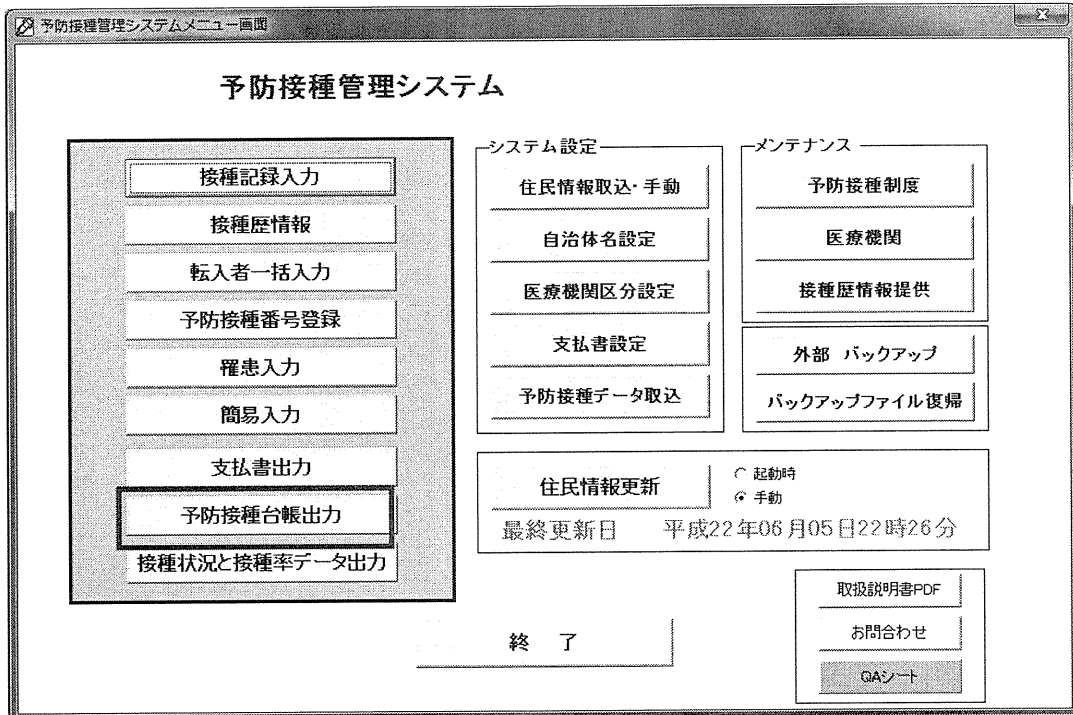 予防接種管理システムメニュー画面
予防接種管理システム
接種記録入力
接種歴情報
転入者一括入力
予防接種番号登録
罹患入力
簡易入力
支払書出力
予防接種台帳出力
接種状況と接種率データ出力
システム設定
住民情報取込・手動
自治体名設定
医療機関区分設定
支払書設定
予防接種データ取込
メンテナンス
予防接種制度
医療機関
接種歴情報提供
外部 バックアップ
バックアップファイル復帰
住民情報更新
起動時
手動
最終更新日 平成22年06月05日22時26分
終 了
取扱説明書PDF
お問合わせ
QAシート